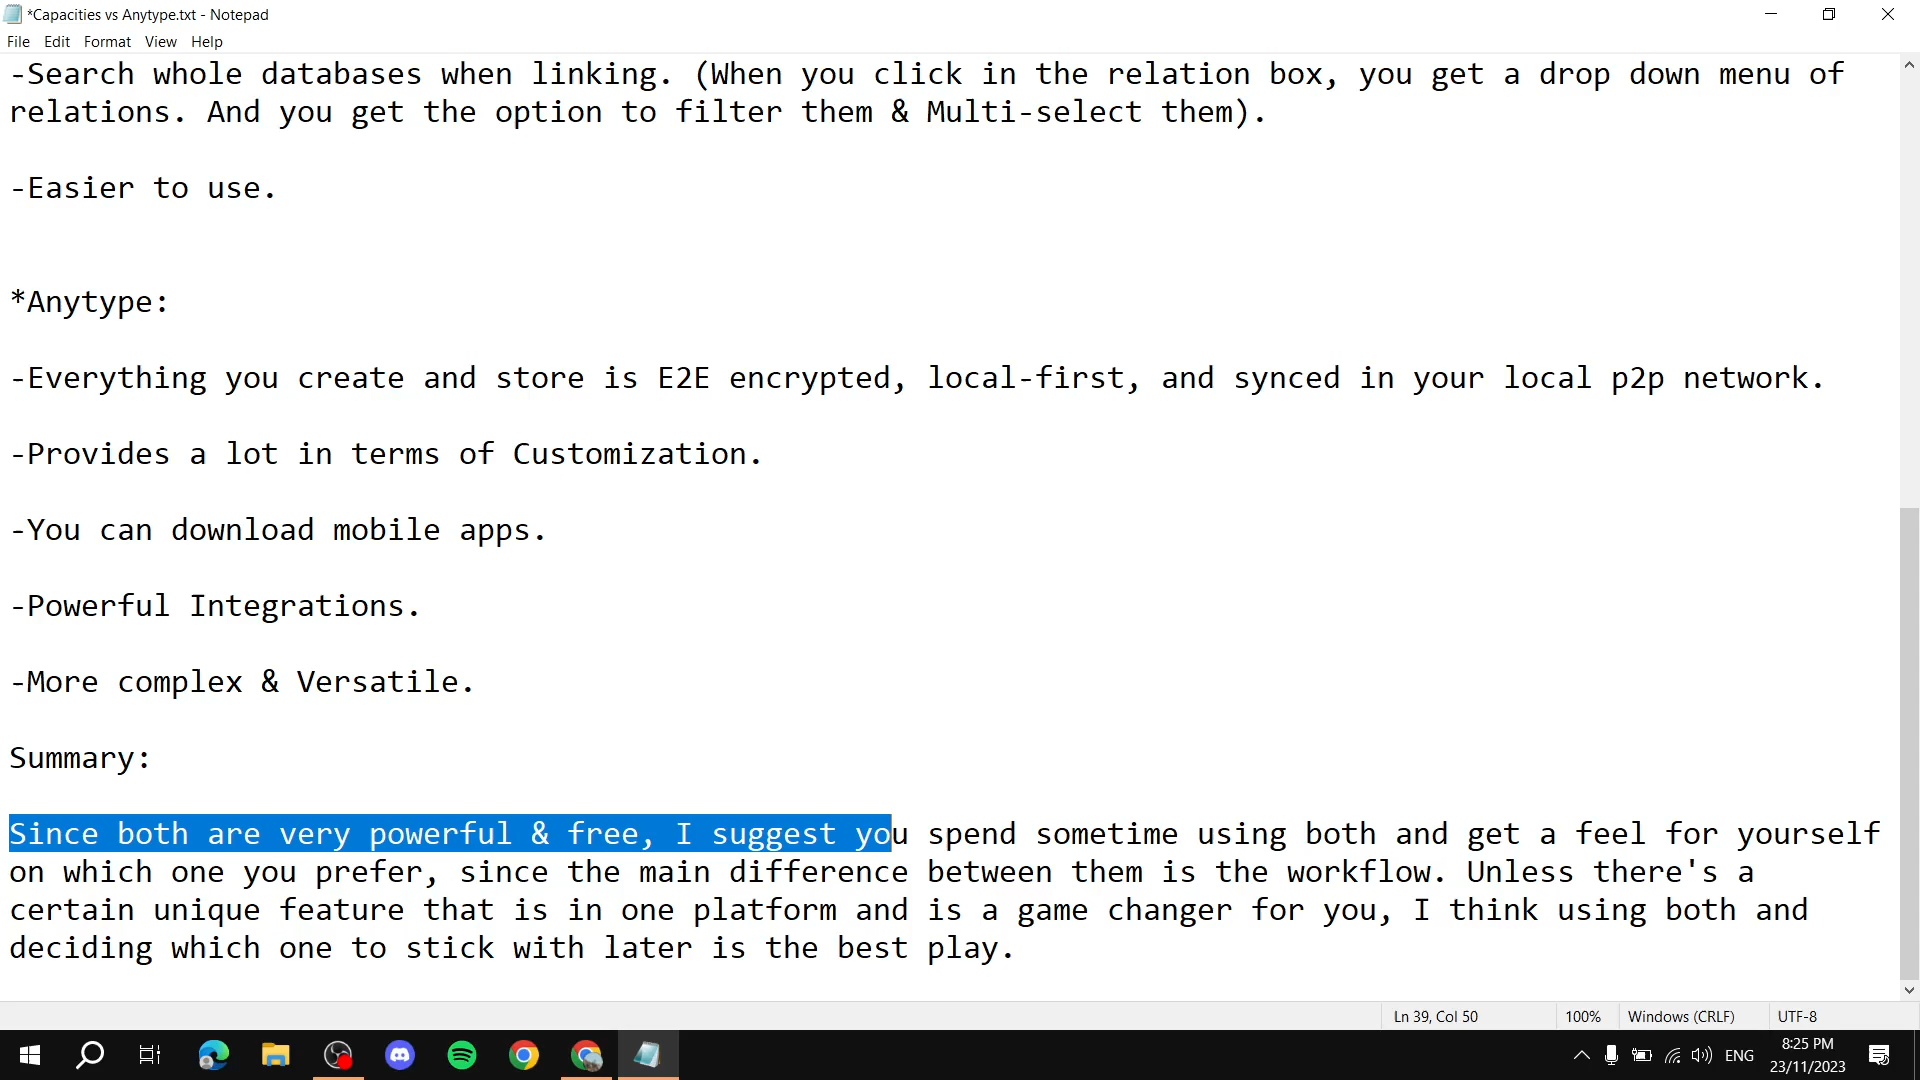 *Capacities vs Anytype.txt - Notepad
File Edit Format View Help
-Search whole databases when linking. (When you click in the relation box, you get a drop down menu of
relations. And you get the option to filter them & Multi-select them).
-Easier to use.
*Anytype:
-Everything you create and store is E2E encrypted, local-first, and synced in your local p2p network.
-Provides a lot in terms of Customization.
-You can download mobile apps.
-Powerful Integrations.
-More complex & Versatile.
Summary:
Since both are very powerful & free, I suggest you spend sometime using both and get a feel for yourself
on which one you prefer, since the main difference between them is the workflow. Unless there's a
certain unique feature that is in one platform and is a game changer for you, I think using both and
deciding which one to stick with later is the best play.
Ln 39, Col 50 100% Windows (CRLF) UTF-8
ENG 8:25 PM
23/11/2023